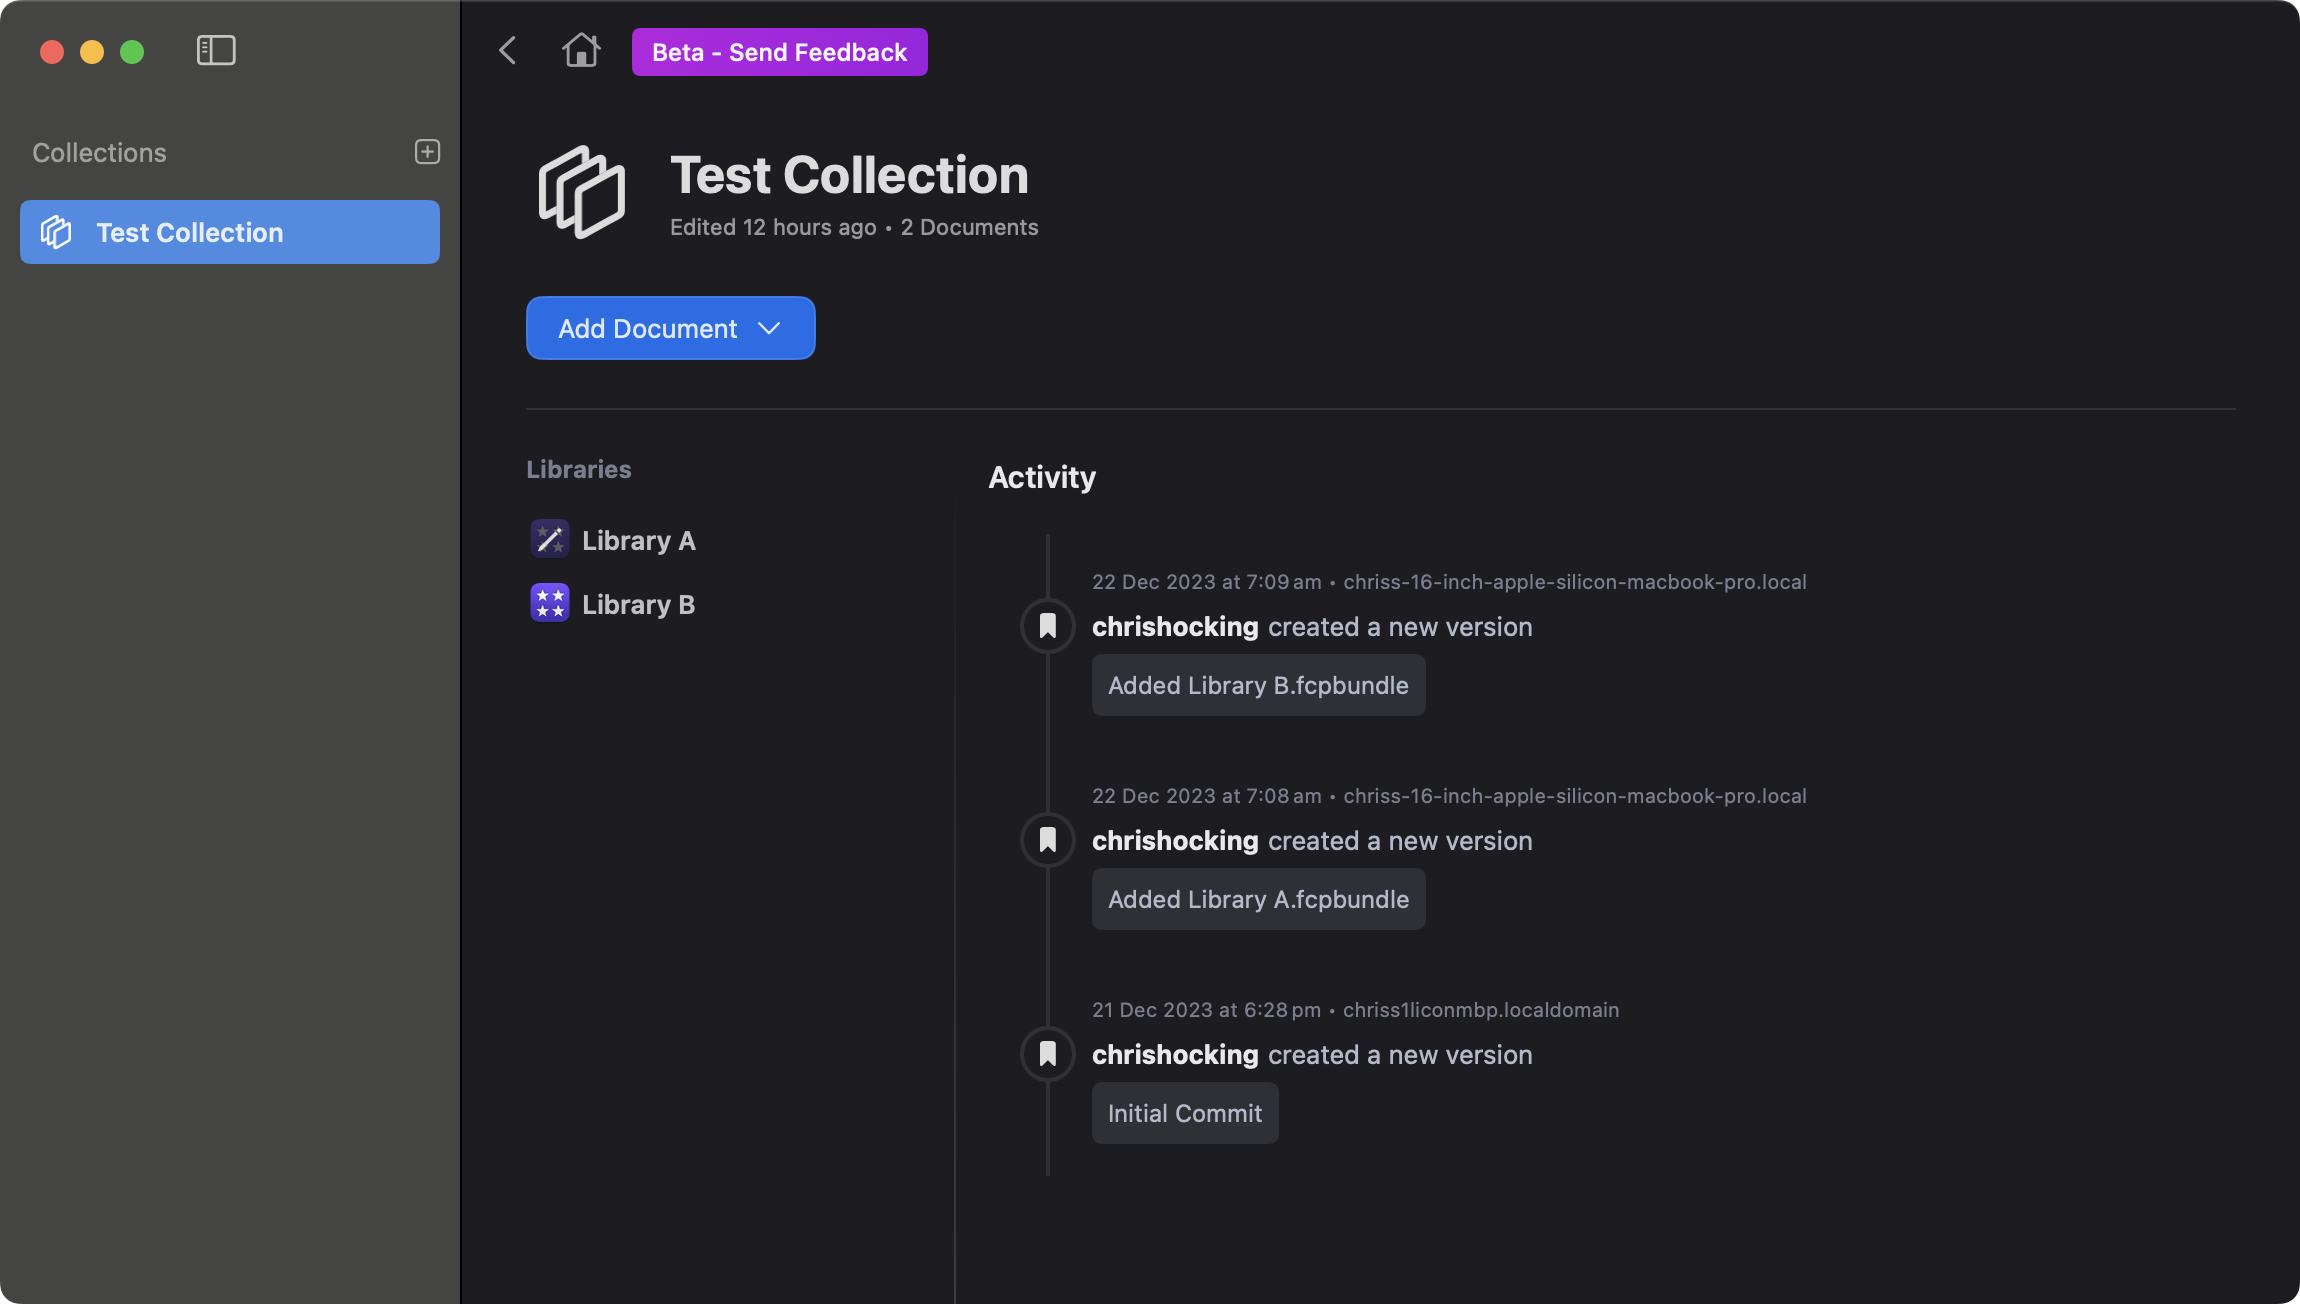 Beta - Send Feedback
Collections
Test Collection
Test Collection
Edited 12 hours ago • 2 Documents
Add Document
Libraries
Library A
Library B
Activity
22 Dec 2023 at 7:09 am • chriss-16-inch-apple-silicon-macbook-pro.local
chrishocking created a new version
Added Library B.fcpbundle
22 Dec 2023 at 7:08 am • chriss-16-inch-apple-silicon-macbook-pro.local
chrishocking created a new version
Added Library A.fcpbundle
21 Dec 2023 at 6:28 pm • chriss1liconmbp.localdomain
chrishocking created a new version
Initial Commit